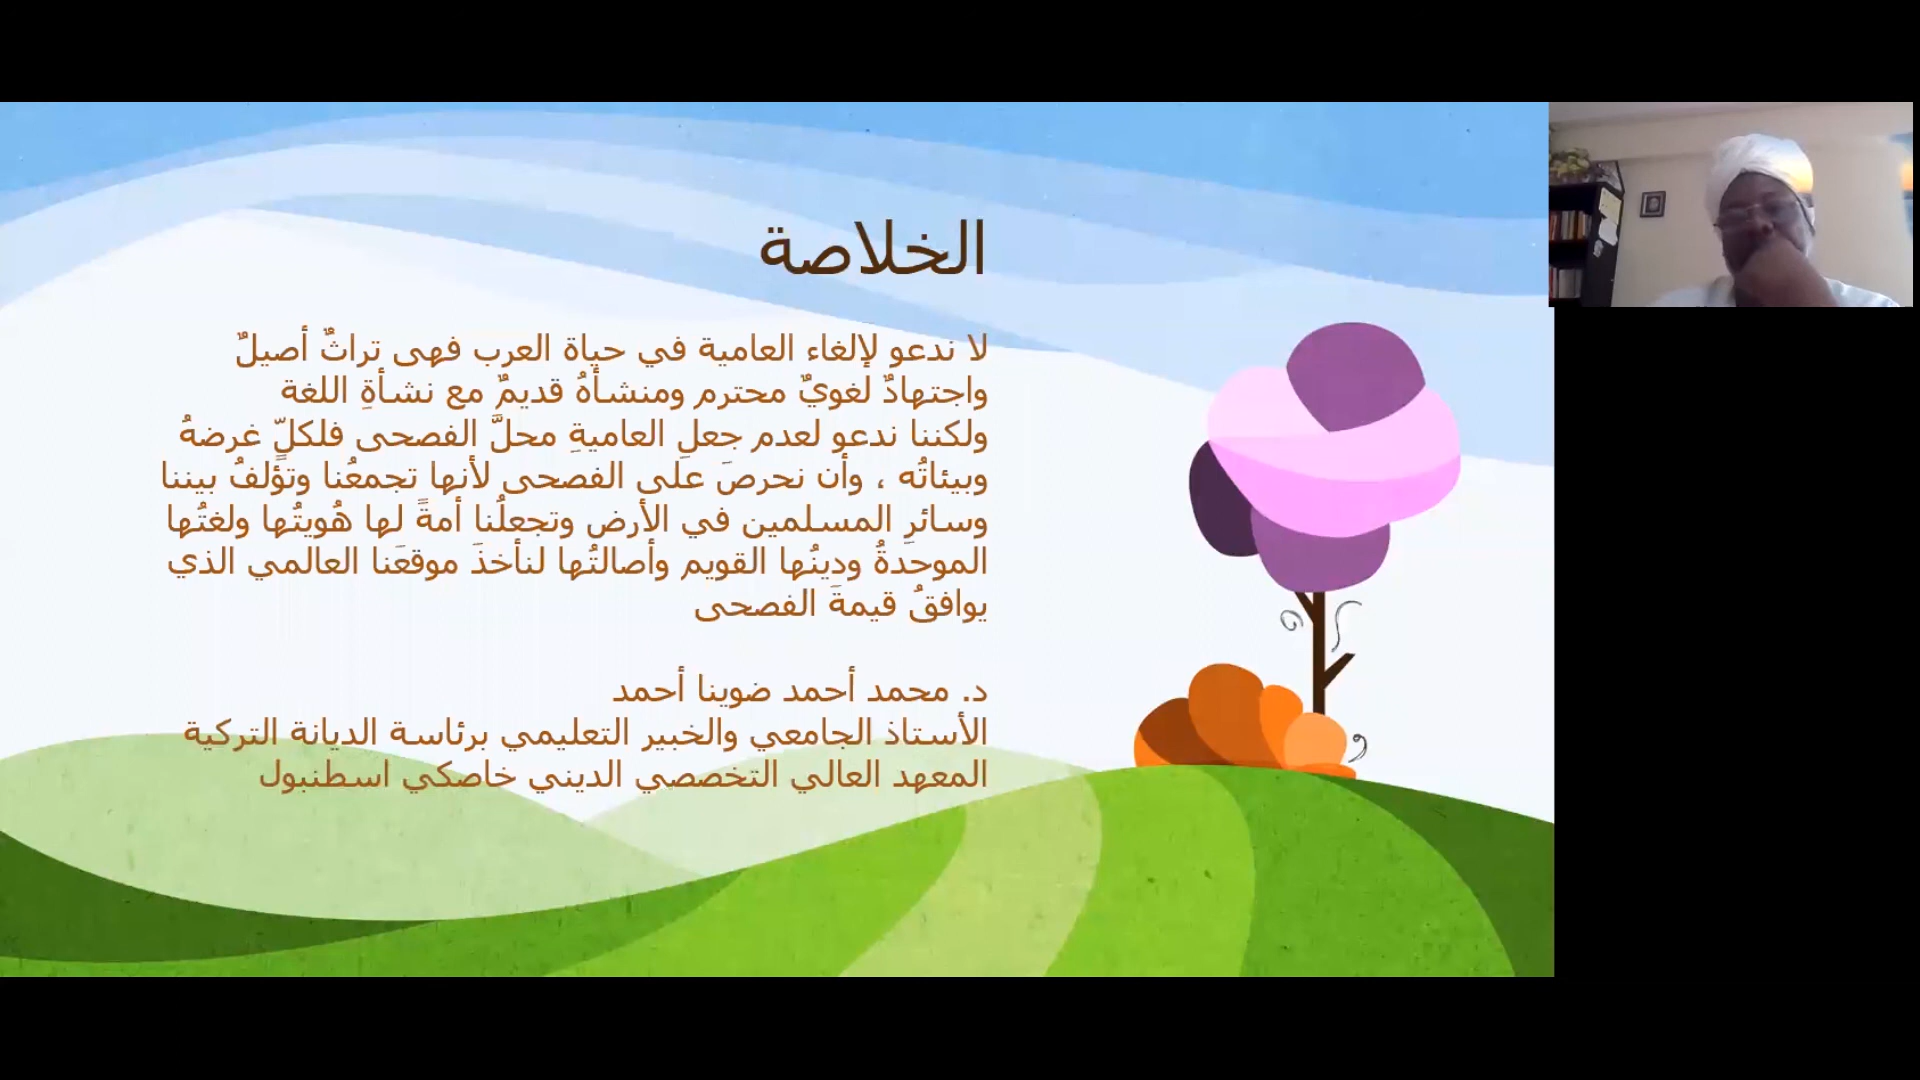 الخلاصة
لا ندعو لإلغاء العامية في حياة العرب فهى تراثٌ أصيلٌ
واجتهادٌ لغويٌ محترم ومنشأهُ قديمٌ مع نشأةِ اللغة
ولكننا ندعو لعدم جعلِ العاميةِ محلَّ الفصحى فلكلٍّ غرضهُ
وبيئاتُه ، وأن نحرصَ على الفصحى لأنها تجمعُنا وتؤلفُ بيننا
وسائرِ المسلمين في الأرض وتجعلُنا أمةً لها هُويتُها ولغتُها
الموحدةُ ودينُها القويم وأصالتُها لنأخذَ موقعَنا العالمي الذي
يوافقُ قيمةَ الفصحى
د. محمد أحمد ضوينا أحمد
الأستاذ الجامعي والخبير التعليمي برئاسة الديانة التركية
المعهد العالي التخصصي الديني خاصكي اسطنبول